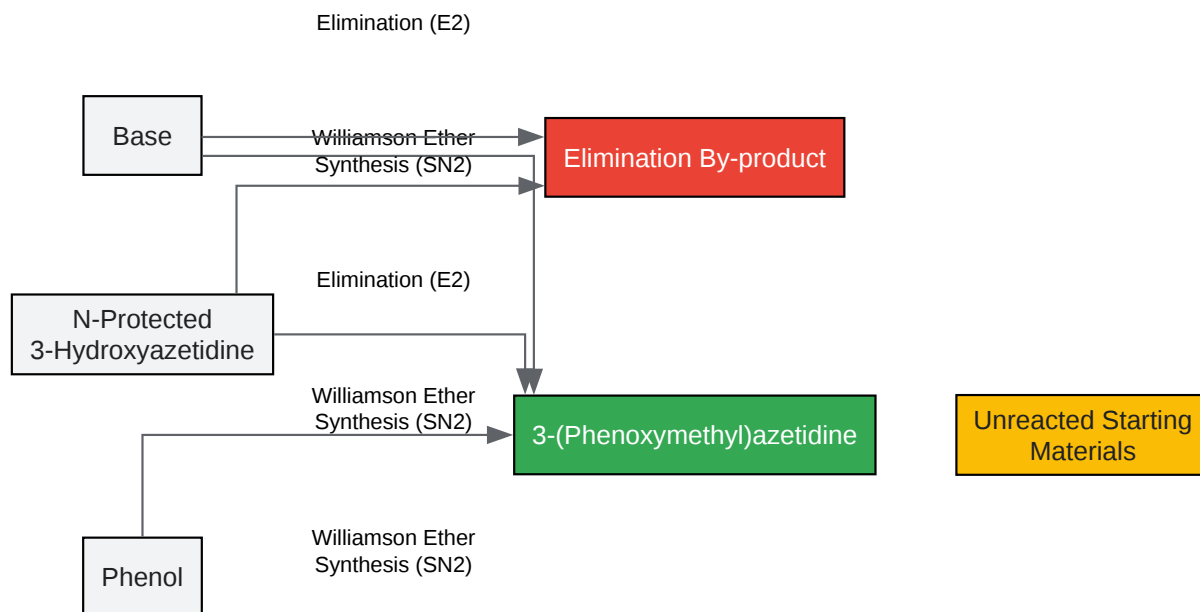 Elimination (E2)
Base
Williamson Ether
Synthesis (SN2)
Elimination By-product
Elimination (E2)
N-Protected
3-Hydroxyazetidine
Williamson Ether
Synthesis (SN2)
3-(Phenoxymethyl)azetidine
Unreacted Starting
Materials
Williamson Ether
Synthesis (SN2)
Phenol